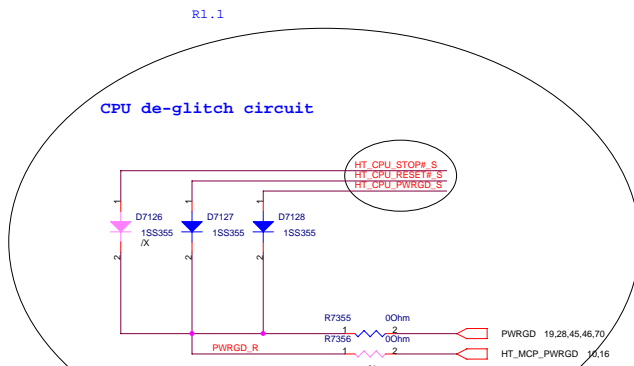 R1.1
CPU de-glitch circuit
HT_CPU_STOP#_S
HT_CPU_RESET#_S
HT_CPU_PWRGD_S
1 1 1
D7126 D7127 D7128
1SS355 1SS355 1SS355
/X
2 2 2
R7355 0Ohm
1 2 PWRGD 19,28,45,46,70
R7356 0Ohm
PWRGD_R 1 2 HT_MCP_PWRGD 10,16